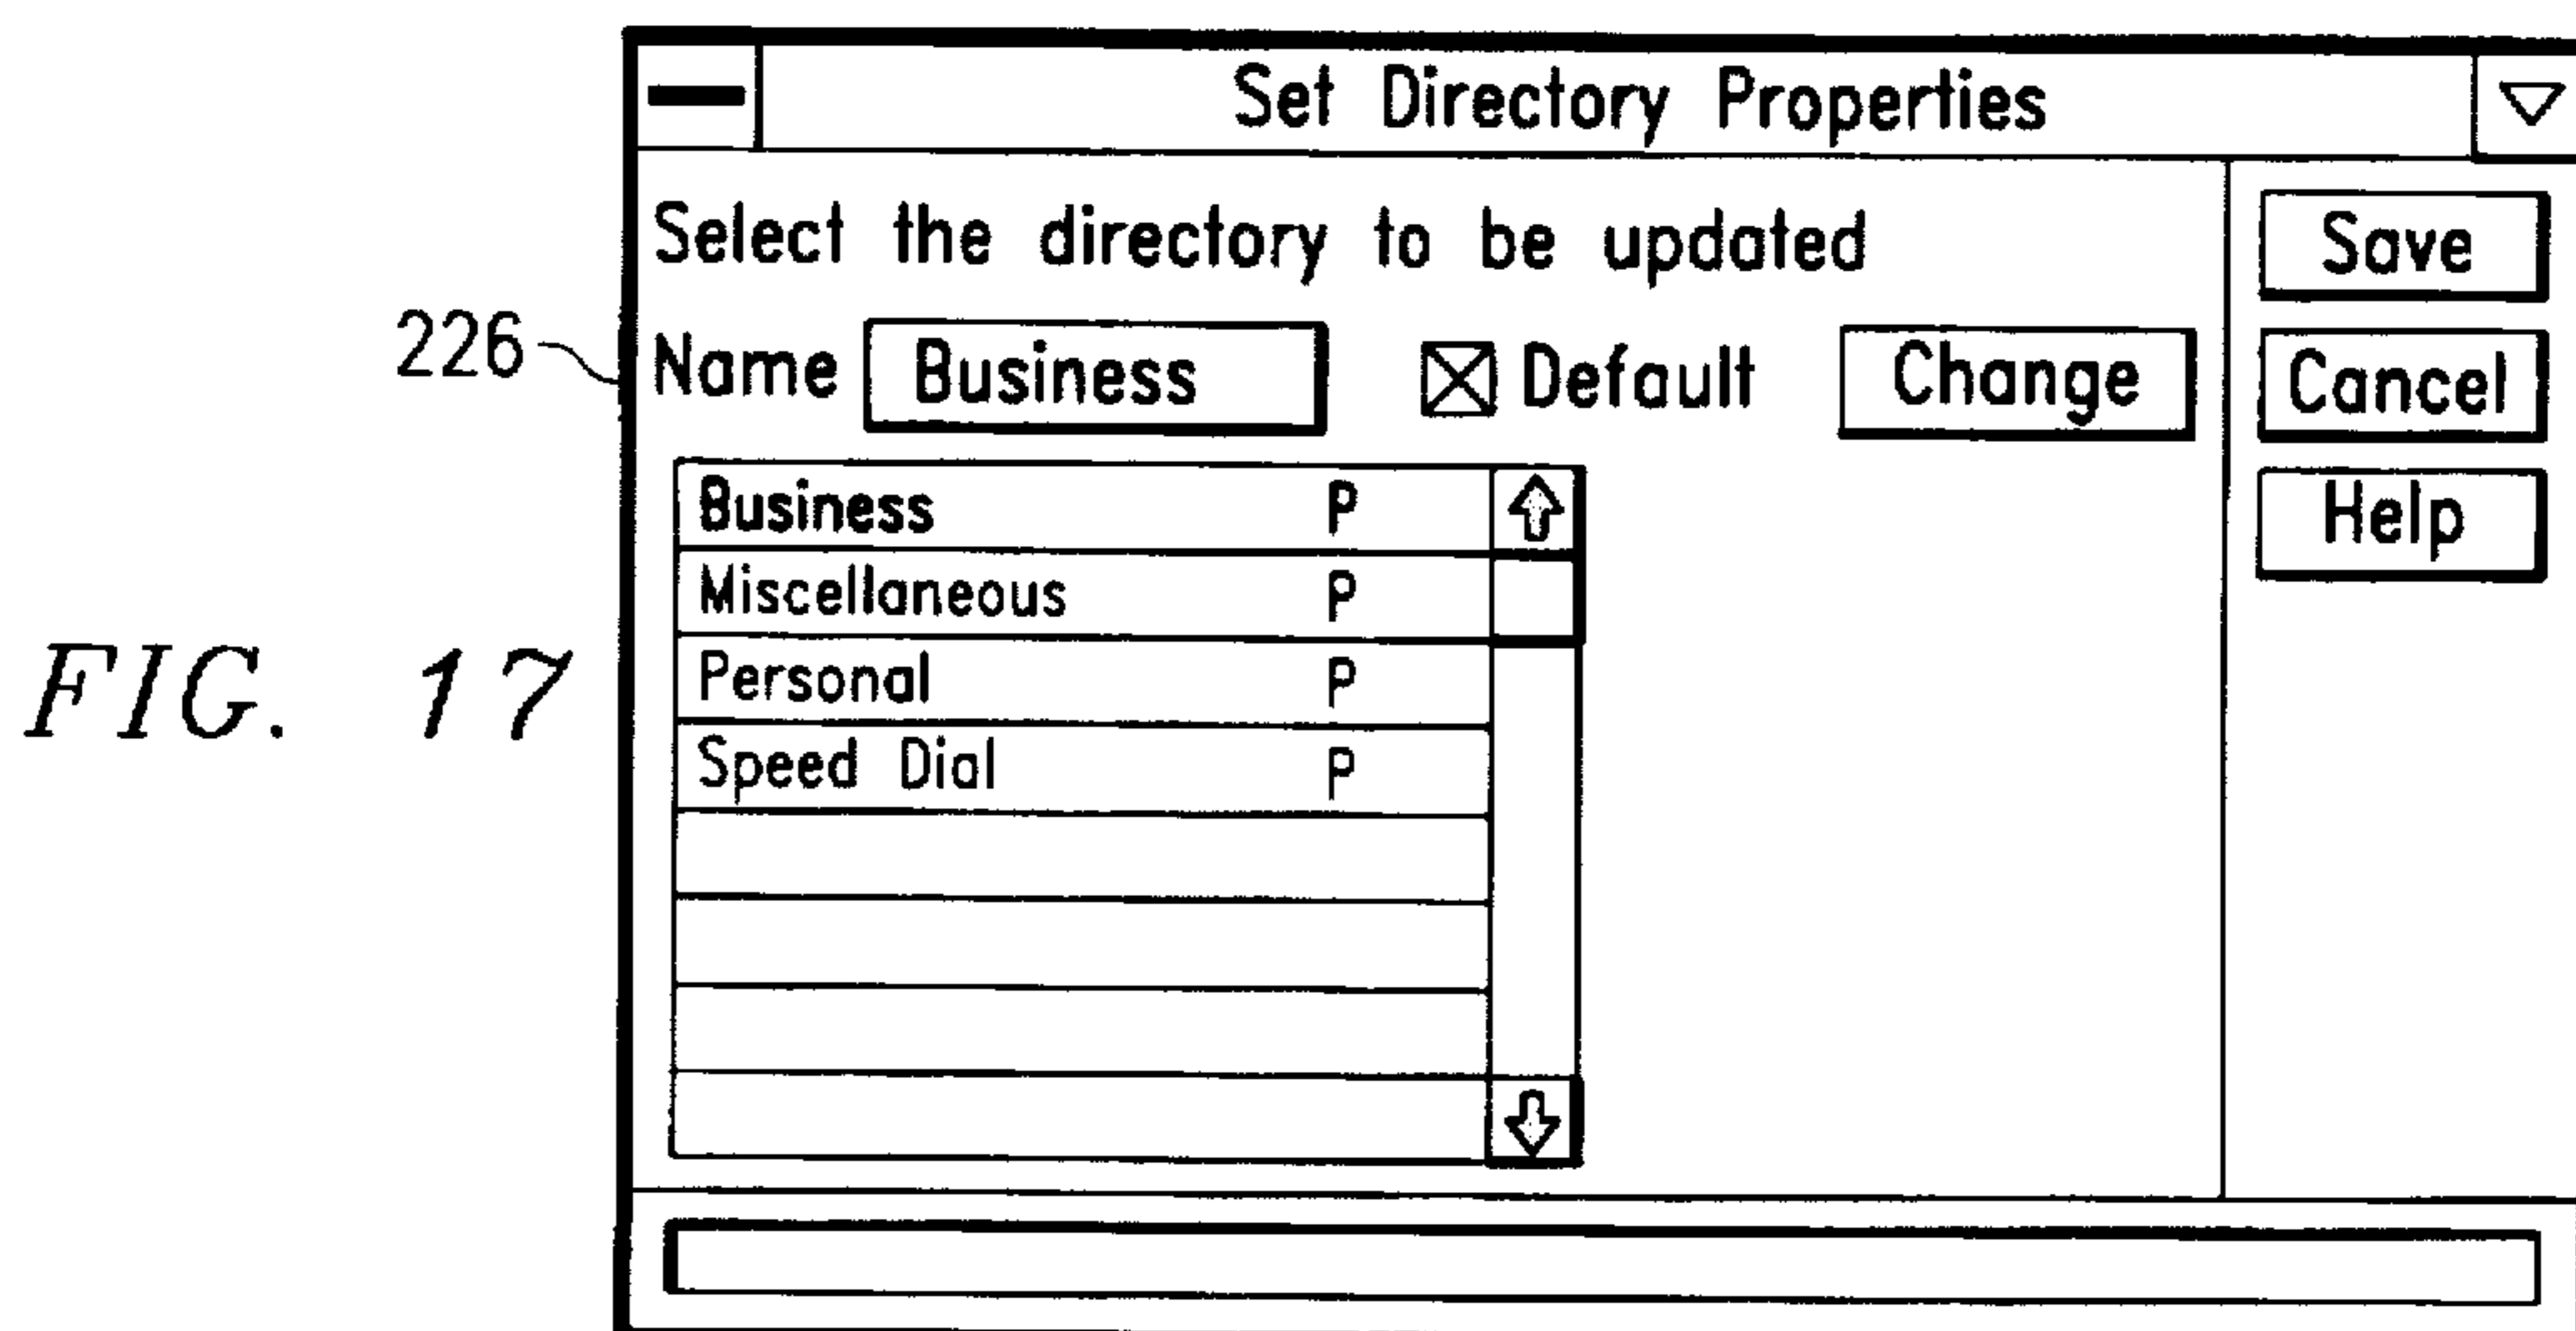 Set Directory Properties
Select the directory to be updated
Save
226
Name Business Default Change
Cancel
Business P
Help
Miscellaneous P
Personal P
FIG. 17
Speed Dial P